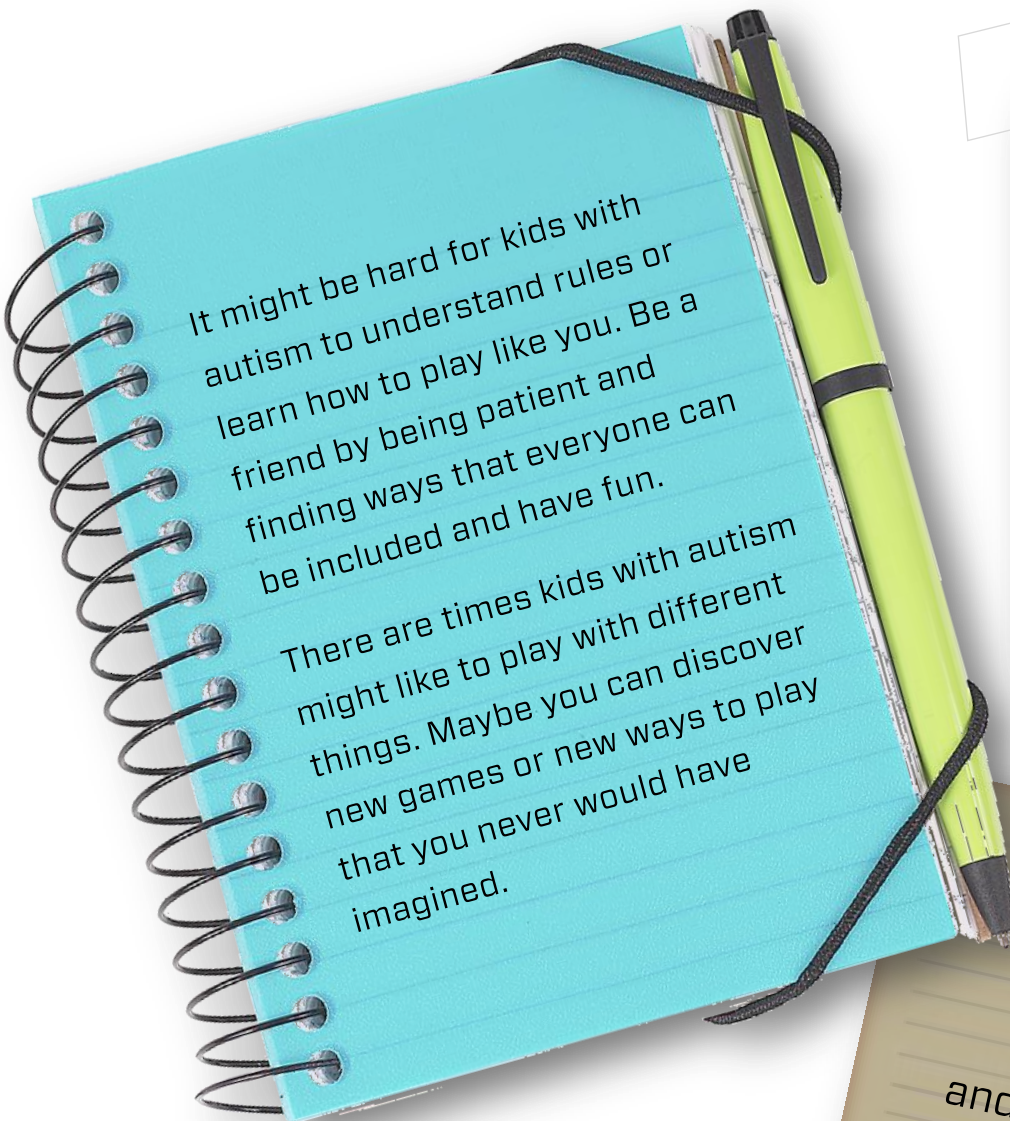 It might be hard for kids with
autism to understand rules or
learn how to play like you. Be a
friend by being patient and
finding ways that everyone can
be included and have fun.
There are times kids with autism
might like to play with different
things. Maybe you can discover
new games or new ways to play
that you never would have
imagined.